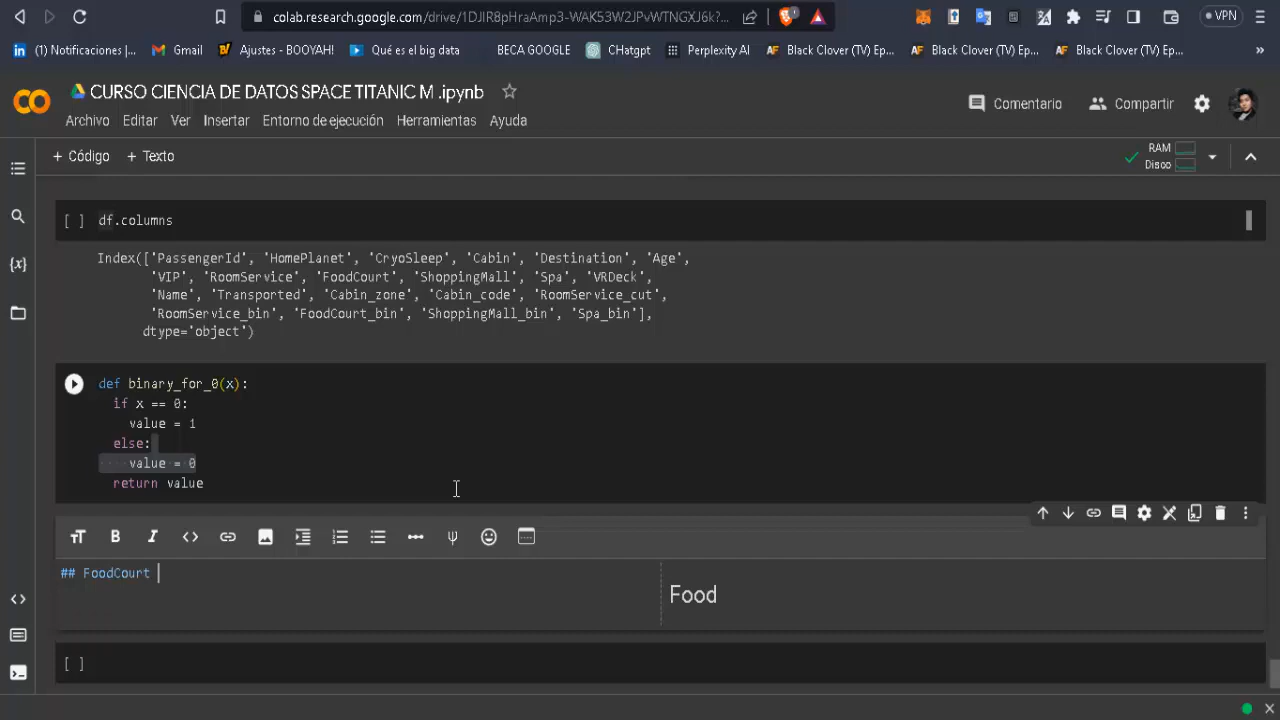 colab.research.google.com/drive/1DJIR8pHraAmp3-WAK53W2JPvWTNGXJ6k?...
VPN
(1) Notificaciones |...
Gmail
Ajustes - BOOYAH!
Qué es el big data
BECA GOOGLE
CHatgpt
Perplexity AI
Black Clover (TV) Ep...
Black Clover (TV) Ep...
Black Clover (TV) Ep...
»
CURSO CIENCIA DE DATOS SPACE TITANIC M .ipynb
Comentario
Compartir
Archivo Editar Ver Insertar Entorno de ejecución Herramientas Ayuda
+ Código + Texto
RAM
Disco
[ ] df.columns
Index(['PassengerId', 'HomePlanet', 'CryoSleep', 'Cabin', 'Destination', 'Age',
'VIP', 'RoomService', 'FoodCourt', 'ShoppingMall', 'Spa', 'VRDeck',
'Name', 'Transported', 'Cabin_zone', 'Cabin_code', 'RoomService_cut',
'RoomService_bin', 'FoodCourt_bin', 'ShoppingMall_bin', 'Spa_bin'],
dtype='object')
def binary_for_0(x):
if x == 0:
value = 1
else:
value = 0
return value
## FoodCourt
Food
[ ]